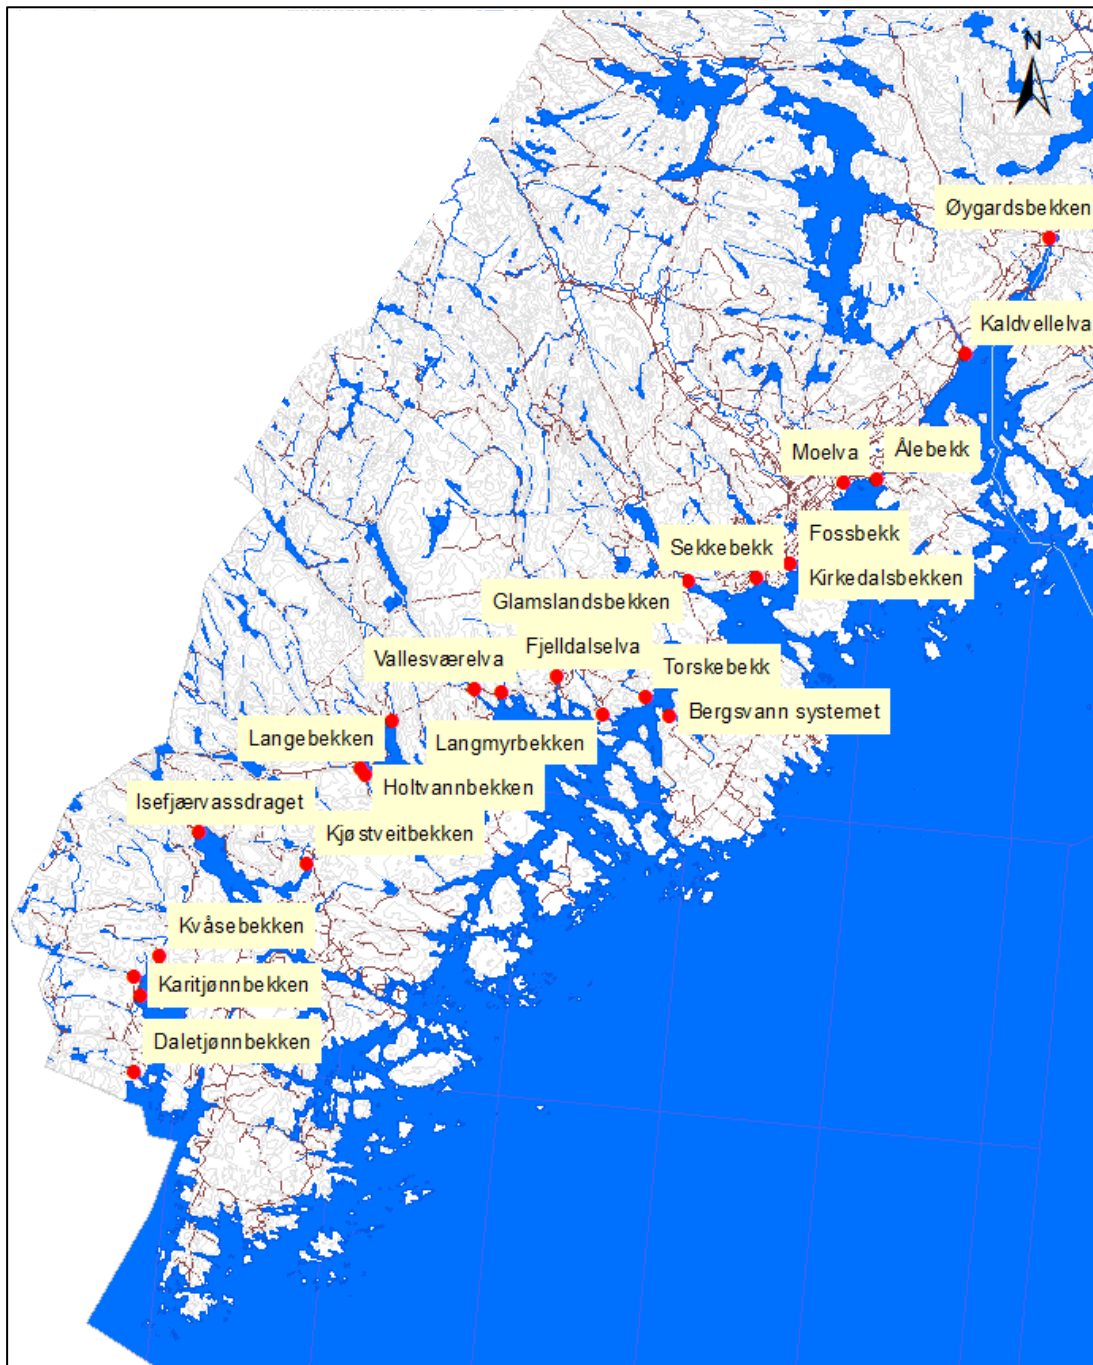 N
Øygardsbekken
Kaldvellelva
Moelva
Ålebekk
Fossbekk
Sekkebekk
Kirkedalsbekken
Glamslandsbekken
Fjelldalselva
Vallesværelva
Torskebekk
Bergsvann systemet
Langebekken
Langmyrbekken
Holtvannbekken
Isefjærvassdraget
Kjøstveitbekken
Kvåsebekken
Karitjønnbekken
Daletjønnbekken